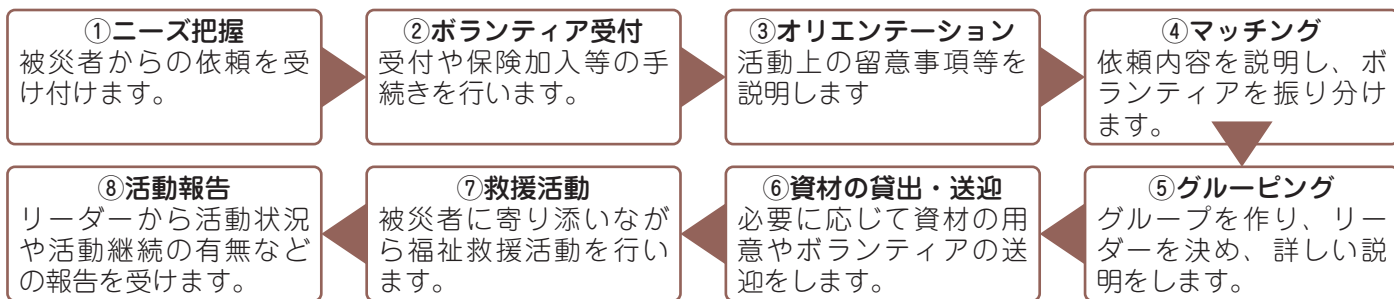 ①ニーズ把握
被災者からの依頼を受
け付けます。
②ボランティア受付
受付や保険加入等の手
続きを行います。
③オリエンテーション
活動上の留意事項等を
説明します
④マッチング
依頼内容を説明し、ボ
ランティアを振り分け
ます。
⑤グルーピング
グループを作り、リー
ダーを決め、詳しい説
明をします。
⑥資材の貸出・送迎
必要に応じて資材の用
意やボランティアの送
迎をします。
⑦救援活動
被災者に寄り添いなが
ら福祉救援活動を行い
ます。
⑧活動報告
リーダーから活動状況
や活動継続の有無など
の報告を受けます。